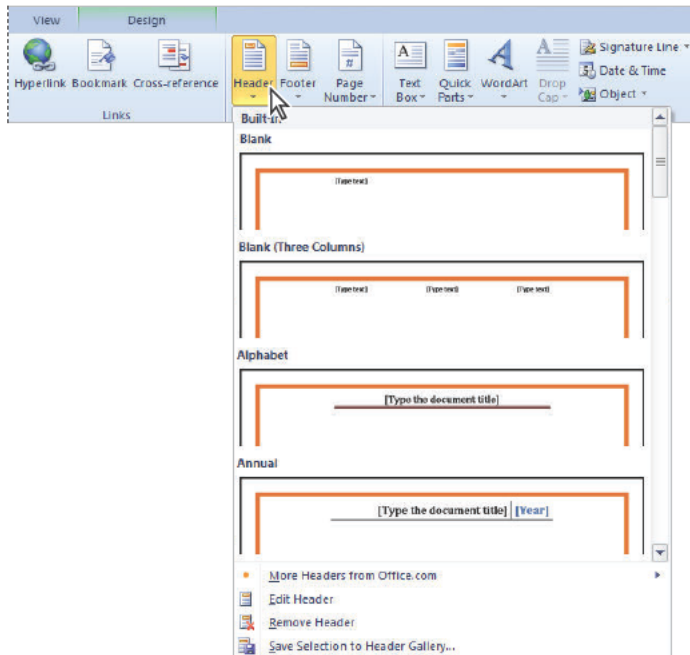 View Design
Hyperlink Bookmark Cross-reference Header Footer Page Number Text Box Quick Parts WordArt Drop Cap Signature Line
Date & Time
Object
Links
Built-In
Blank
[Type text]
Blank (Three Columns)
[Type text] [Type text] [Type text]
Alphabet
[Type the document title]
Annual
[Type the document title] [Year]
More Headers from Office.com
Edit Header
Remove Header
Save Selection to Header Gallery...